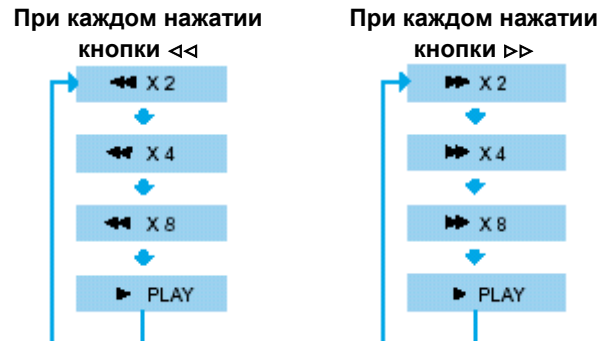 При каждом нажатии
кнопки ◁◁
◀◀ X 2
◀◀ X 4
◀◀ X 8
▶ PLAY
При каждом нажатии
кнопки ▷▷
▶▶ X 2
▶▶ X 4
▶▶ X 8
▶ PLAY